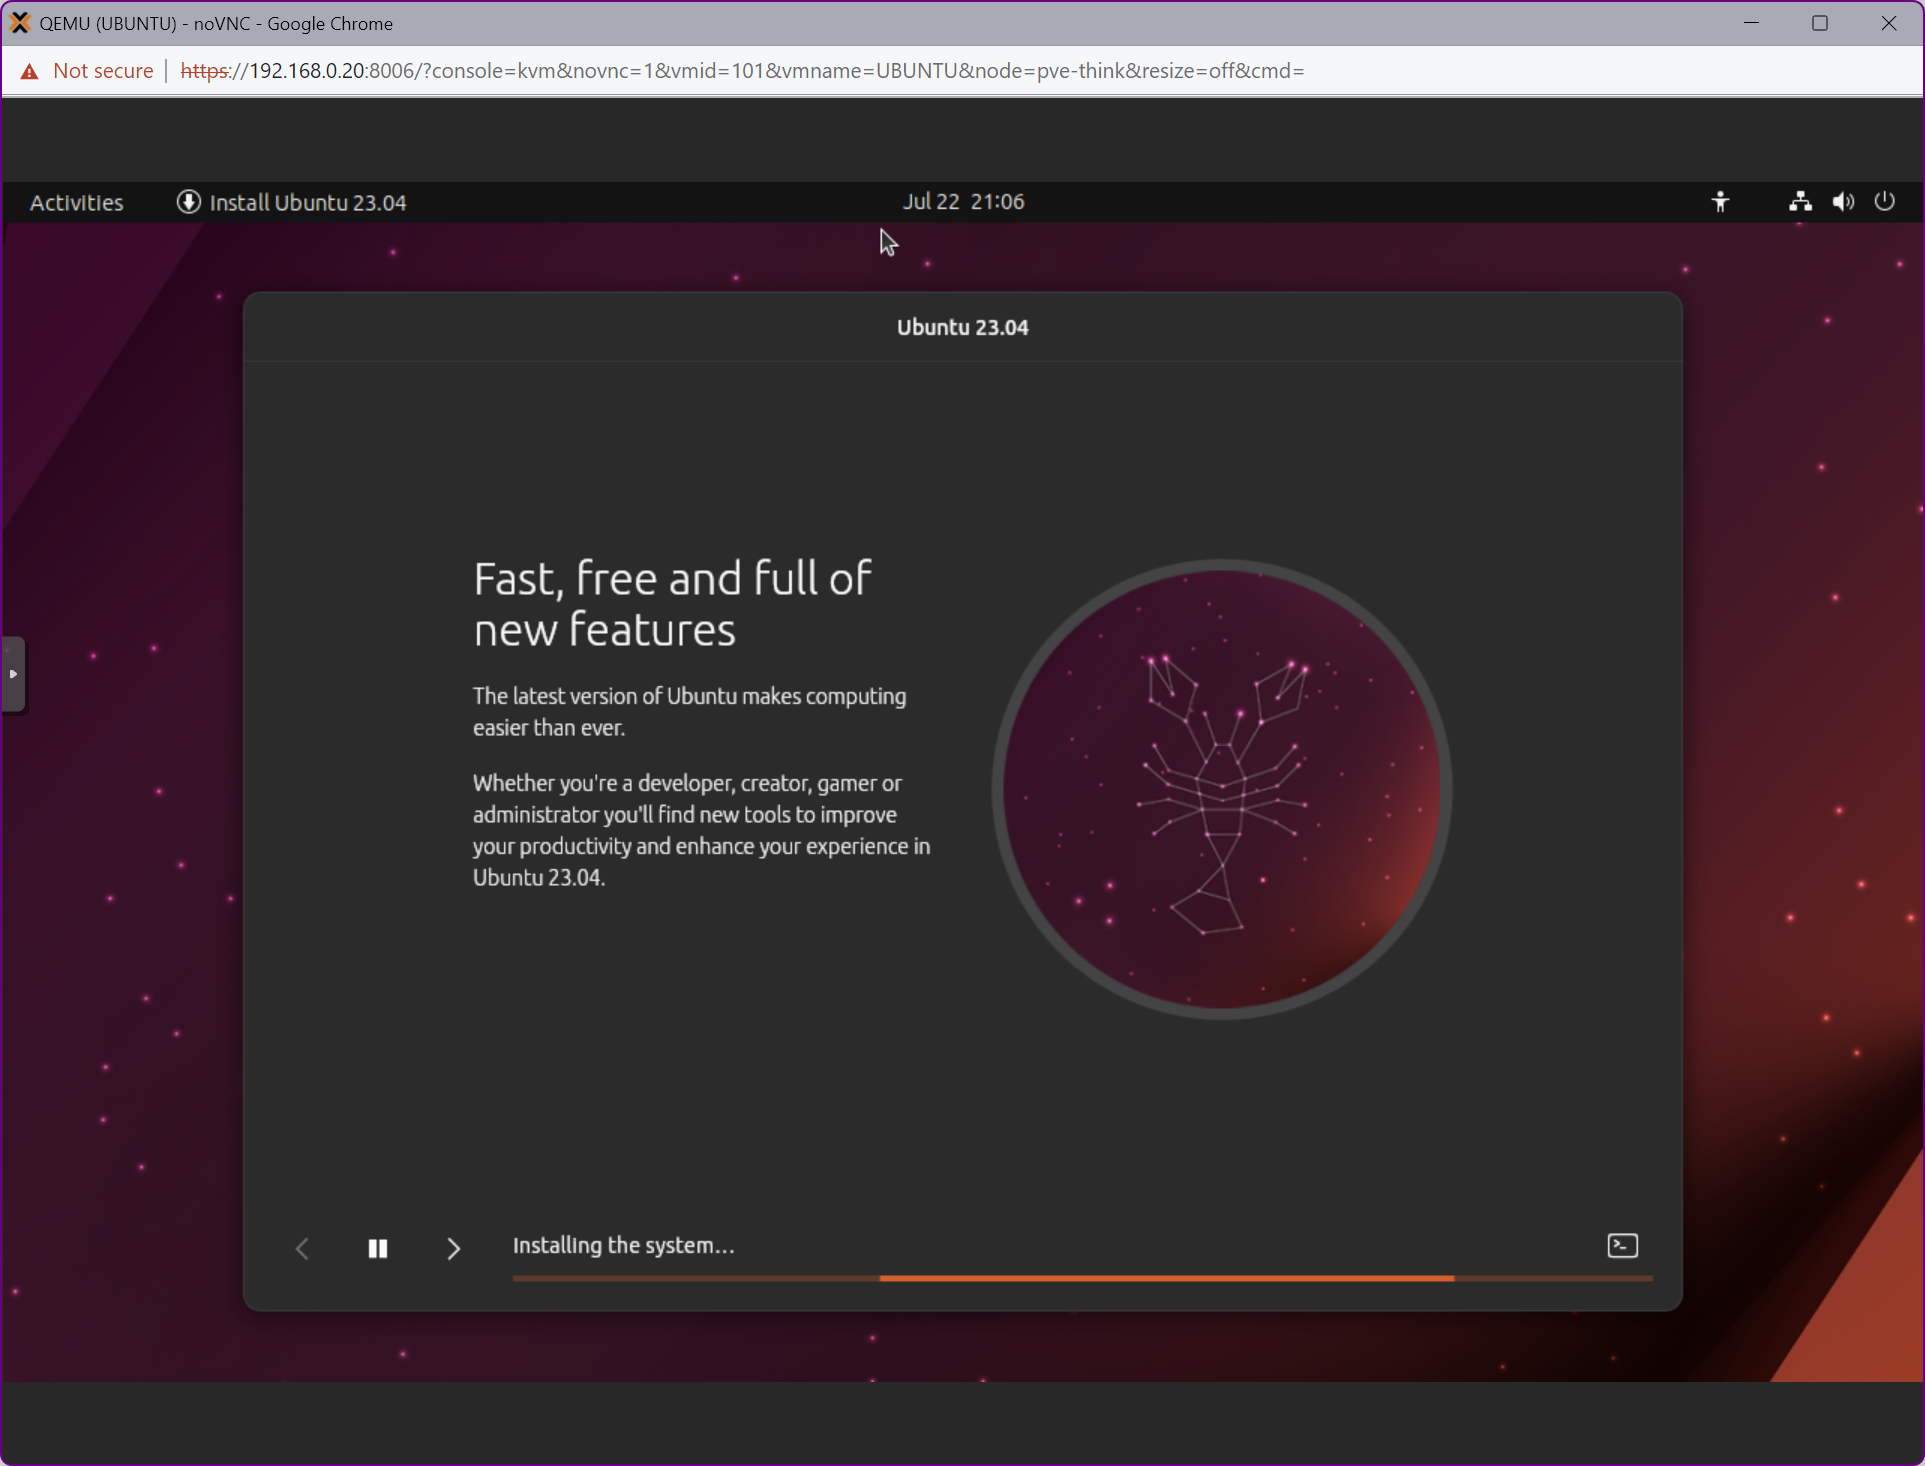 QEMU (UBUNTU) - noVNC - Google Chrome
Not secure https://192.168.0.20:8006/?console=kvm&novnc=1&vmid=101&vmname=UBUNTU&node=pve-think&resize=off&cmd=
Activities Install Ubuntu 23.04 Jul 22 21:06
Ubuntu 23.04
Fast, free and full of
new features
The latest version of Ubuntu makes computing
easier than ever.
Whether you're a developer, creator, gamer or
administrator you'll find new tools to improve
your productivity and enhance your experience in
Ubuntu 23.04.
Installing the system...